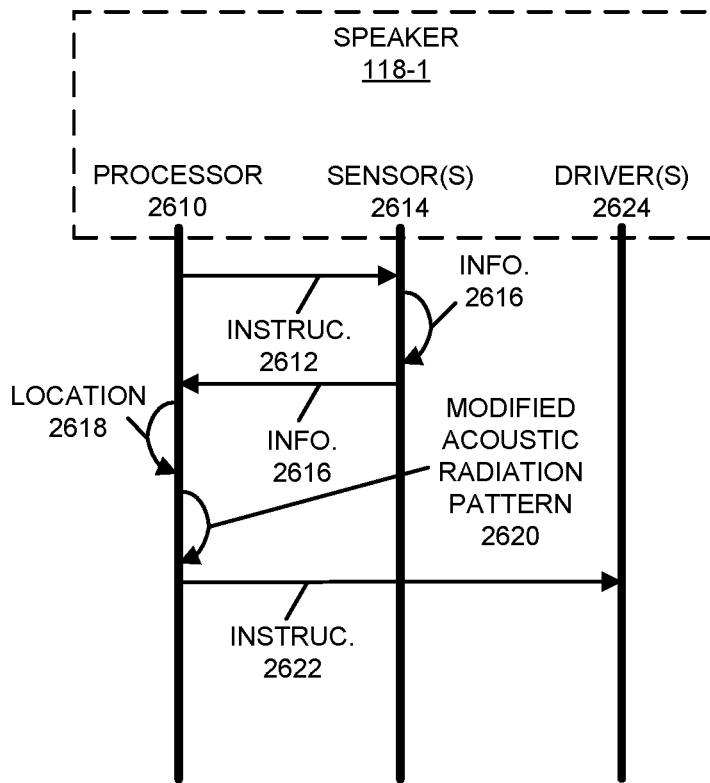 SPEAKER
118-1
PROCESSOR
2610
SENSOR(S)
2614
DRIVER(S)
2624
INFO.
2616
INSTRUC.
2612
LOCATION
2618
INFO.
2616
MODIFIED
ACOUSTIC
RADIATION
PATTERN
2620
INSTRUC.
2622